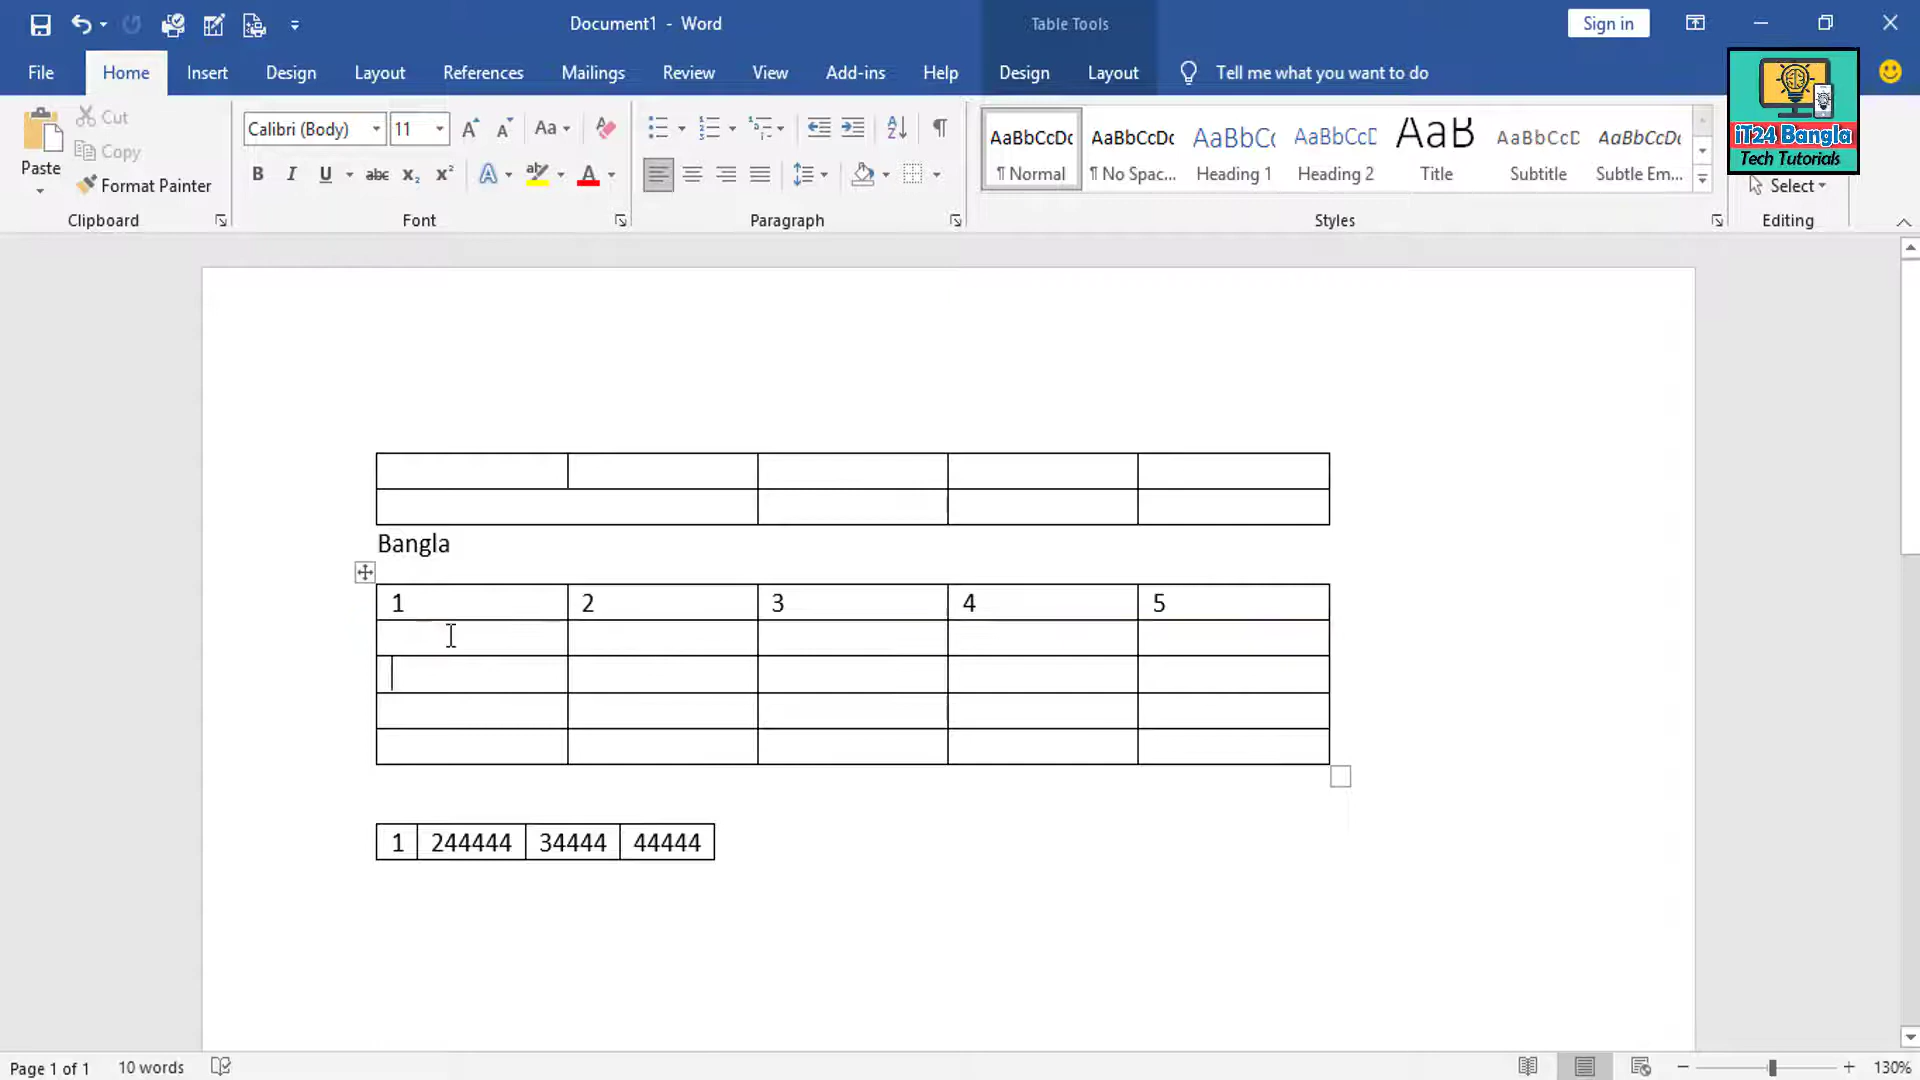 Document1 - Word
Table Tools
Sign in
File Home Insert Design Layout References Mailings Review View Add-ins Help Design Layout Tell me what you want to do
iT24 Bangla
Tech Tutorials
Paste
Cut
Copy
Format Painter
Clipboard
Calibri (Body) 11
Font
Paragraph
AaBbCcDc AaBbCcDc AaBbCc AaBbCcD AaB AaBbCcD AaBbCcDc
¶ Normal ¶ No Spac... Heading 1 Heading 2 Title Subtitle Subtle Em...
Styles
Select
Editing
Bangla
1 2 3 4 5
1 244444 34444 44444
Page 1 of 1 10 words 130%